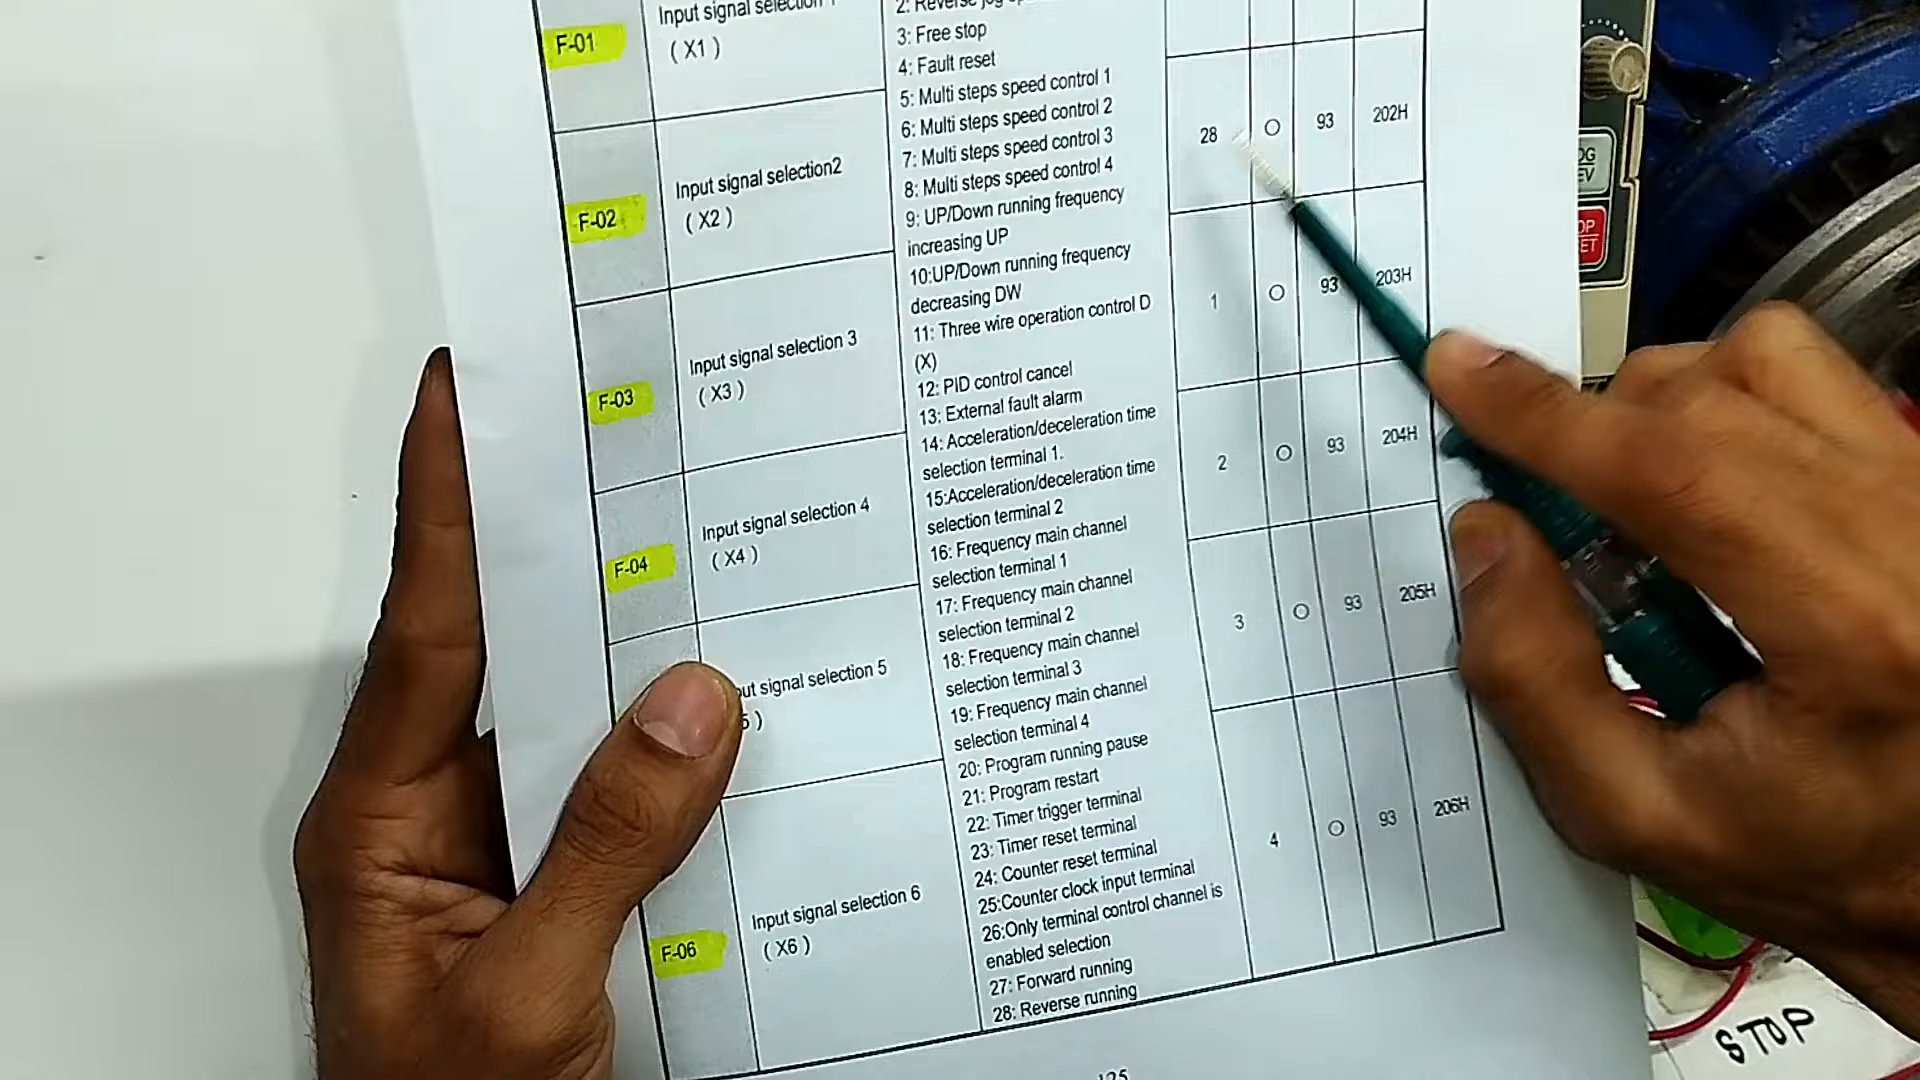 F-01
Input signal selection
( X1 )
3: Free stop
4: Fault reset
5: Multi steps speed control 1
6: Multi steps speed control 2
7: Multi steps speed control 3
8: Multi steps speed control 4
9: UP/Down running frequency
increasing UP
10:UP/Down running frequency
decreasing DW
11: Three wire operation control D
(X)
12: PID control cancel
13: External fault alarm
14: Acceleration/deceleration time
selection terminal 1.
15:Acceleration/deceleration time
selection terminal 2
16: Frequency main channel
selection terminal 1
17: Frequency main channel
selection terminal 2
18: Frequency main channel
selection terminal 3
19: Frequency main channel
selection terminal 4
20: Program running pause
21: Program restart
22: Timer trigger terminal
23: Timer reset terminal
24: Counter reset terminal
25:Counter clock input terminal
26:Only terminal control channel is
enabled selection
27: Forward running
28: Reverse running
F-02
Input signal selection2
( X2 )
28 O 93 202H
F-03
Input signal selection 3
( X3 )
1 O 93 203H
F-04
Input signal selection 4
( X4 )
2 O 93 204H
signal selection 5
5 )
3 O 93 205H
F-06
Input signal selection 6
( X6 )
4 O 93 206H
STOP